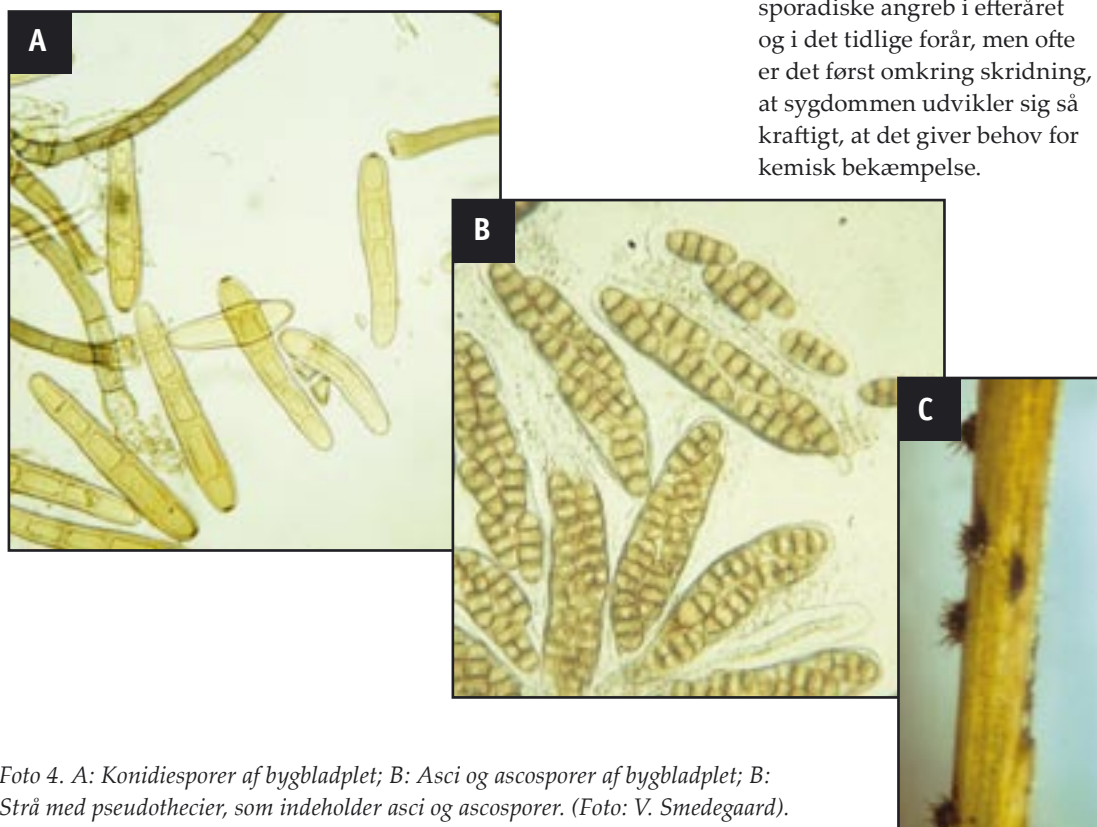 sporadiske angreb i efteråret
og i det tidlige forår, men ofte
er det først omkring skridning,
at sygdommen udvikler sig så
kraftigt, at det giver behov for
kemisk bekæmpelse.
A
B
C
Foto 4. A: Konidiesporer af bygbladplet; B: Asci og ascosporer af bygbladplet; B:
Strå med pseudothecier, som indeholder asci og ascosporer. (Foto: V. Smedegaard).